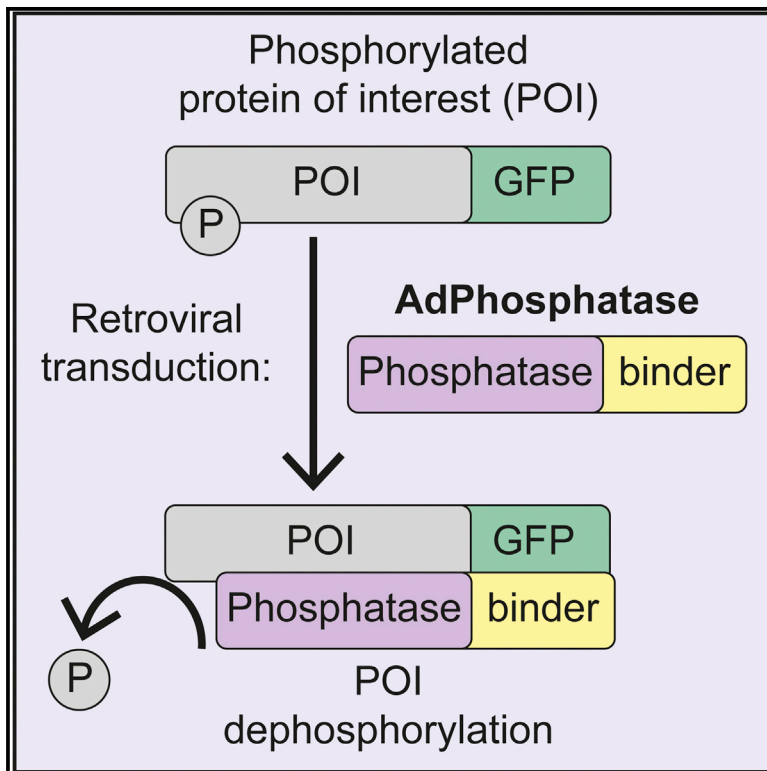 Phosphorylated
protein of interest (POI)
POI
GFP
P
Retroviral
transduction:
AdPhosphatase
Phosphatase
binder
POI
GFP
Phosphatase
binder
P
POI
dephosphorylation